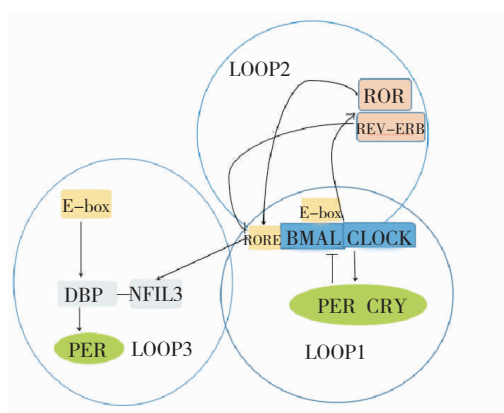 LOOP2
ROR
REV-ERB
E-box
E-box
RORE BMAL CLOCK
DBP NFIL3
PER CRY
PER LOOP3
LOOP1